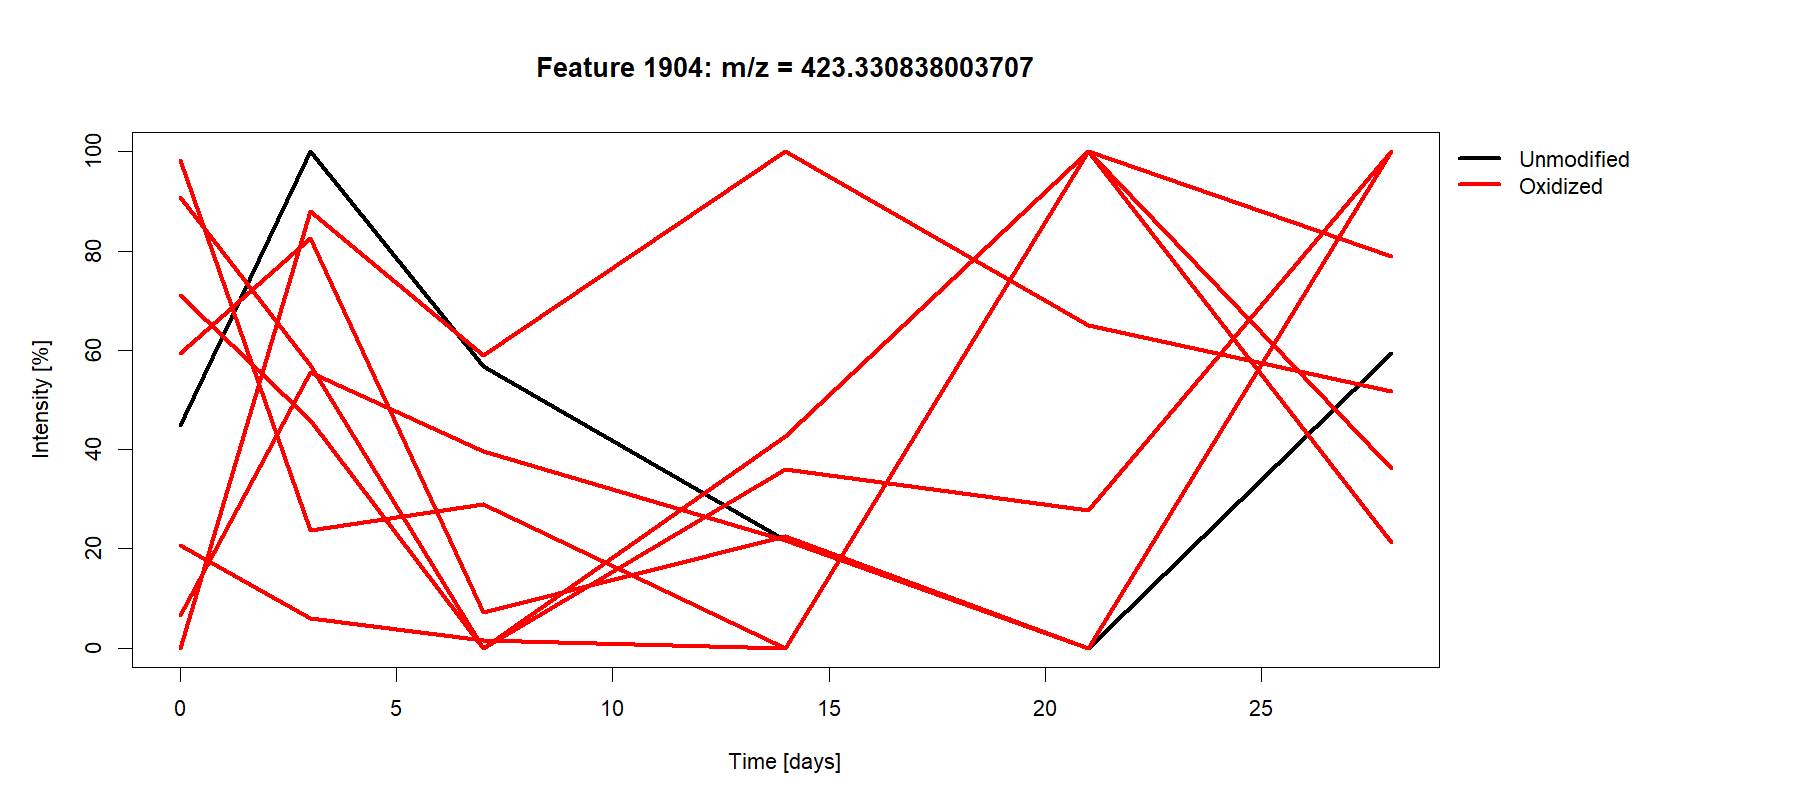 Feature 1904: m/z = 423.330838003707
Unmodified
Oxidized
Intensity [%]
100
80
60
40
20
0
0 5 10 15 20 25
Time [days]